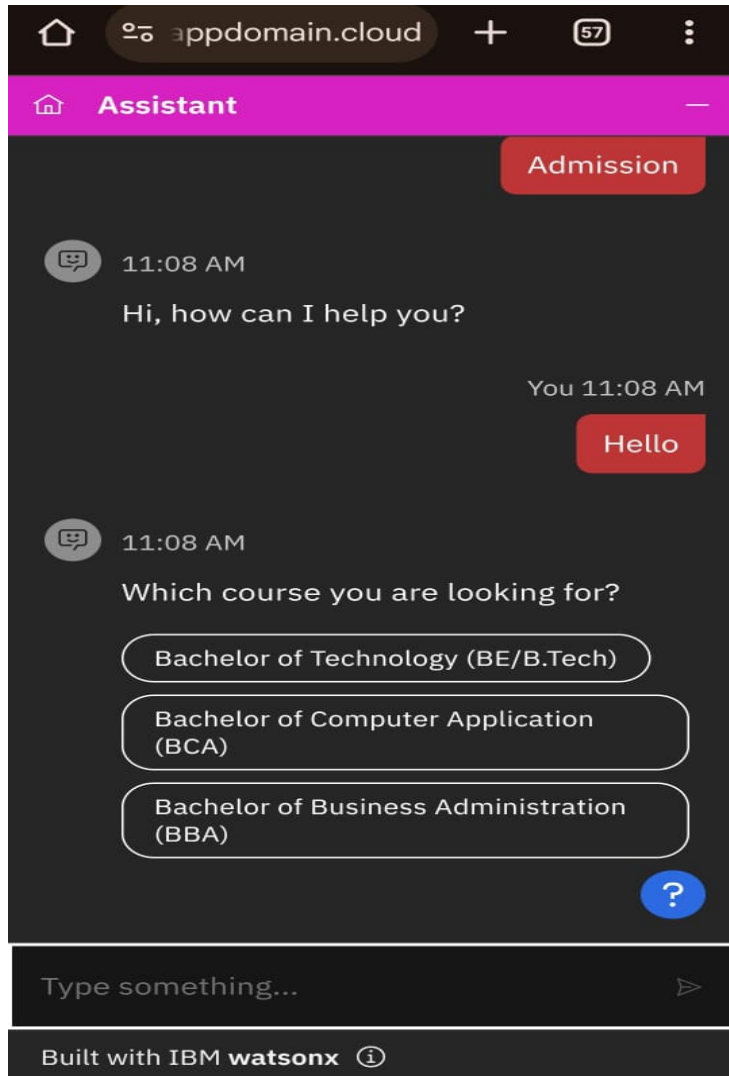 appdomain.cloud
57
Assistant
Admission
11:08 AM
Hi, how can I help you?
You 11:08 AM
Hello
11:08 AM
Which course you are looking for?
Bachelor of Technology (BE/B.Tech)
Bachelor of Computer Application
(BCA)
Bachelor of Business Administration
(BBA)
?
Type something...
Built with IBM watsonx